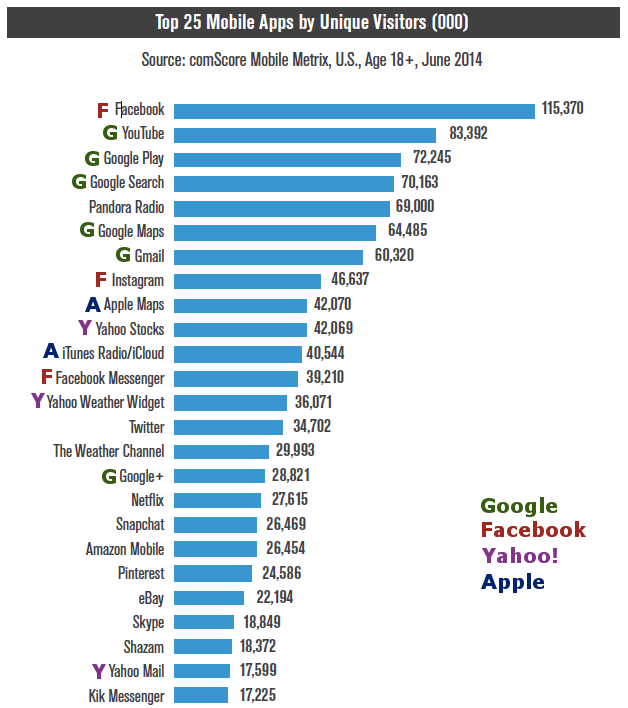 Top 25 Mobile Apps by Unique Visitors (000)
Source: comScore Mobile Metrix, U.S., Age 18+, June 2014
F Facebook 115,370
G YouTube 83,392
G Google Play 72,245
G Google Search 70,163
Pandora Radio 69,000
G Google Maps 64,485
G Gmail 60,320
F Instagram 46,637
A Apple Maps 42,070
Y Yahoo Stocks 42,069
A iTunes Radio/iCloud 40,544
F Facebook Messenger 39,210
Y Yahoo Weather Widget 36,071
Twitter 34,702
The Weather Channel 29,993
G Google+ 28,821
Netflix 27,615
Snapchat 26,469
Amazon Mobile 26,454
Pinterest 24,586
eBay 22,194
Skype 18,849
Shazam 18,372
Y Yahoo Mail 17,599
Kik Messenger 17,225
Google
Facebook
Yahoo!
Apple